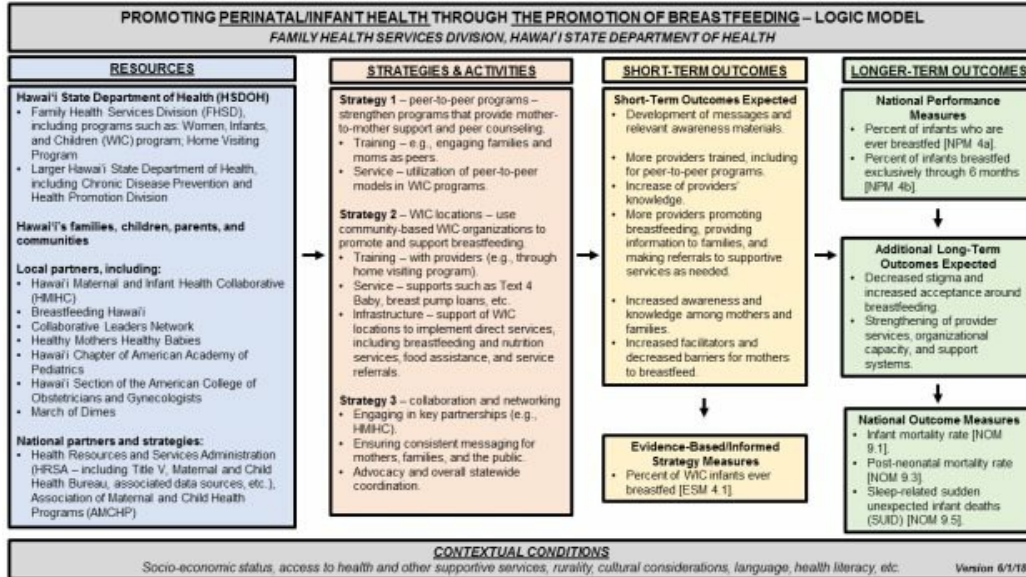 PROMOTING PERINATAL/INFANT HEALTH THROUGH THE PROMOTION OF BREASTFEEDING – LOGIC MODEL
FAMILY HEALTH SERVICES DIVISION, HAWAI‘I STATE DEPARTMENT OF HEALTH
RESOURCES
Hawai‘i State Department of Health (HSDOH)
• Family Health Services Division (FHSD),
including programs such as: Women, Infants,
and Children (WIC) program; Home Visiting
Program
• Larger Hawai‘i State Department of Health,
including Chronic Disease Prevention and
Health Promotion Division
Hawai‘i's families, children, parents, and
communities
Local partners, including:
• Hawai‘i Maternal and Infant Health Collaborative
(HMIHC)
• Breastfeeding Hawai‘i
• Collaborative Leaders Network
• Healthy Mothers Healthy Babies
• Hawai‘i Chapter of American Academy of
Pediatrics
• Hawai‘i Section of the American College of
Obstetricians and Gynecologists
• March of Dimes
National partners and strategies:
• Health Resources and Services Administration
(HRSA – including Title V, Maternal and Child
Health Bureau, associated data sources, etc.),
Association of Maternal and Child Health
Programs (AMCHP)
STRATEGIES & ACTIVITIES
Strategy 1 – peer-to-peer programs –
strengthen programs that provide mother-
to-mother support and peer counseling.
• Training – e.g., engaging families and
moms as peers.
• Service – utilization of peer-to-peer
models in WIC programs.
Strategy 2 – WIC locations – use
community-based WIC organizations to
promote and support breastfeeding.
• Training – with providers (e.g., through
home visiting program).
• Service – supports such as Text 4
Baby, breast pump loans, etc.
• Infrastructure – support of WIC
locations to implement direct services,
including breastfeeding and nutrition
services, food assistance, and service
referrals.
Strategy 3 – collaboration and networking
• Engaging in key partnerships (e.g.,
HMIHC).
• Ensuring consistent messaging for
mothers, families, and the public.
• Advocacy and overall statewide
coordination.
SHORT-TERM OUTCOMES
Short-Term Outcomes Expected
• Development of messages and
relevant awareness materials.
• More providers trained, including
for peer-to-peer programs.
• Increase of providers'
knowledge.
• More providers promoting
breastfeeding, providing
information to families, and
making referrals to supportive
services as needed.
• Increased awareness and
knowledge among mothers and
families.
• Increased facilitators and
decreased barriers for mothers
to breastfeed.
Evidence-Based/Informed
Strategy Measures
• Percent of WIC infants ever
breastfed [ESM 4.1].
LONGER-TERM OUTCOMES
National Performance
Measures
• Percent of infants who are
ever breastfed [NPM 4a].
• Percent of infants breastfed
exclusively through 6 months
[NPM 4b].
Additional Long-Term
Outcomes Expected
• Decreased stigma and
increased acceptance around
breastfeeding.
• Strengthening of provider
services, organizational
capacity, and support
systems.
National Outcome Measures
• Infant mortality rate [NOM
9.1].
• Post-neonatal mortality rate
[NOM 9.3].
• Sleep-related sudden
unexpected infant deaths
(SUID) [NOM 9.5].
CONTEXTUAL CONDITIONS
Socio-economic status, access to health and other supportive services, rurality, cultural considerations, language, health literacy, etc.
Version 6/1/18